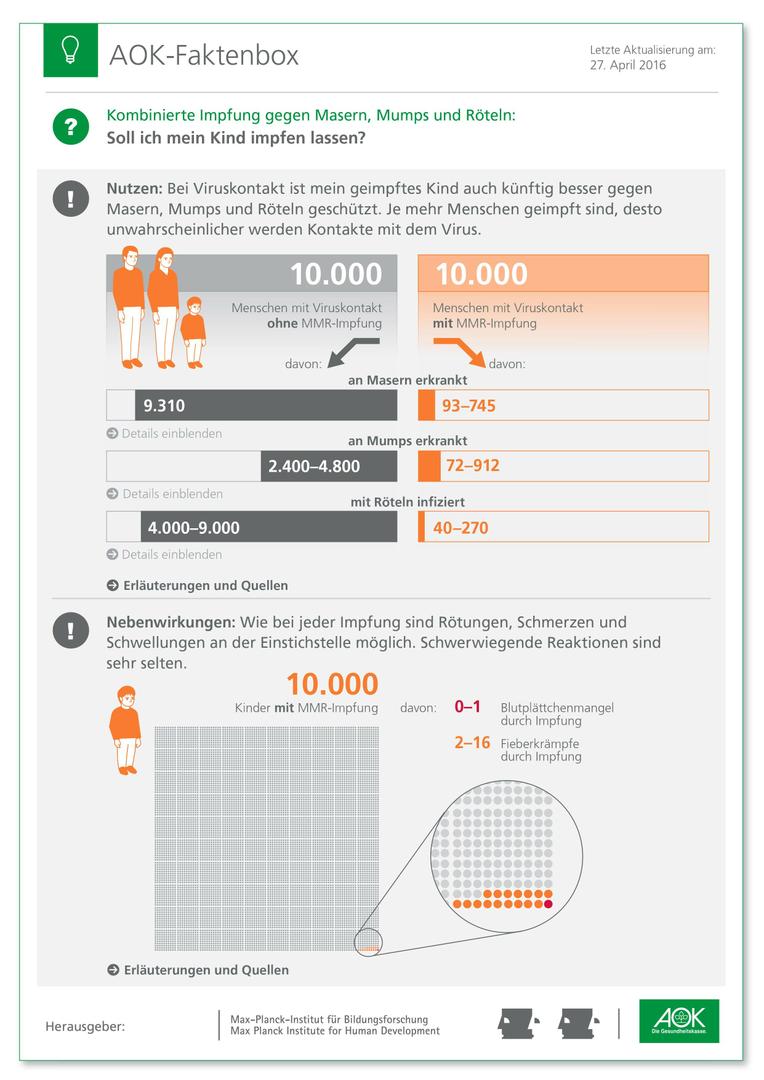 AOK-Faktenbox
Letzte Aktualisierung am:
27. April 2016
?
Kombinierte Impfung gegen Masern, Mumps und Röteln:
Soll ich mein Kind impfen lassen?
!
Nutzen: Bei Viruskontakt ist mein geimpftes Kind auch künftig besser gegen
Masern, Mumps und Röteln geschützt. Je mehr Menschen geimpft sind, desto
unwahrscheinlicher werden Kontakte mit dem Virus.
10.000
Menschen mit Viruskontakt
ohne MMR-Impfung
davon:
10.000
Menschen mit Viruskontakt
mit MMR-Impfung
davon:
an Masern erkrankt
9.310
93–745
Details einblenden
an Mumps erkrankt
2.400–4.800
72–912
Details einblenden
mit Röteln infiziert
4.000–9.000
40–270
Details einblenden
Erläuterungen und Quellen
!
Nebenwirkungen: Wie bei jeder Impfung sind Rötungen, Schmerzen und
Schwellungen an der Einstichstelle möglich. Schwerwiegende Reaktionen sind
sehr selten.
10.000
Kinder mit MMR-Impfung
davon:
0–1 Blutplättchenmangel
durch Impfung
2–16 Fieberkrämpfe
durch Impfung
Erläuterungen und Quellen
Herausgeber:
Max-Planck-Institut für Bildungsforschung
Max Planck Institute for Human Development
AOK
Die Gesundheitskasse.